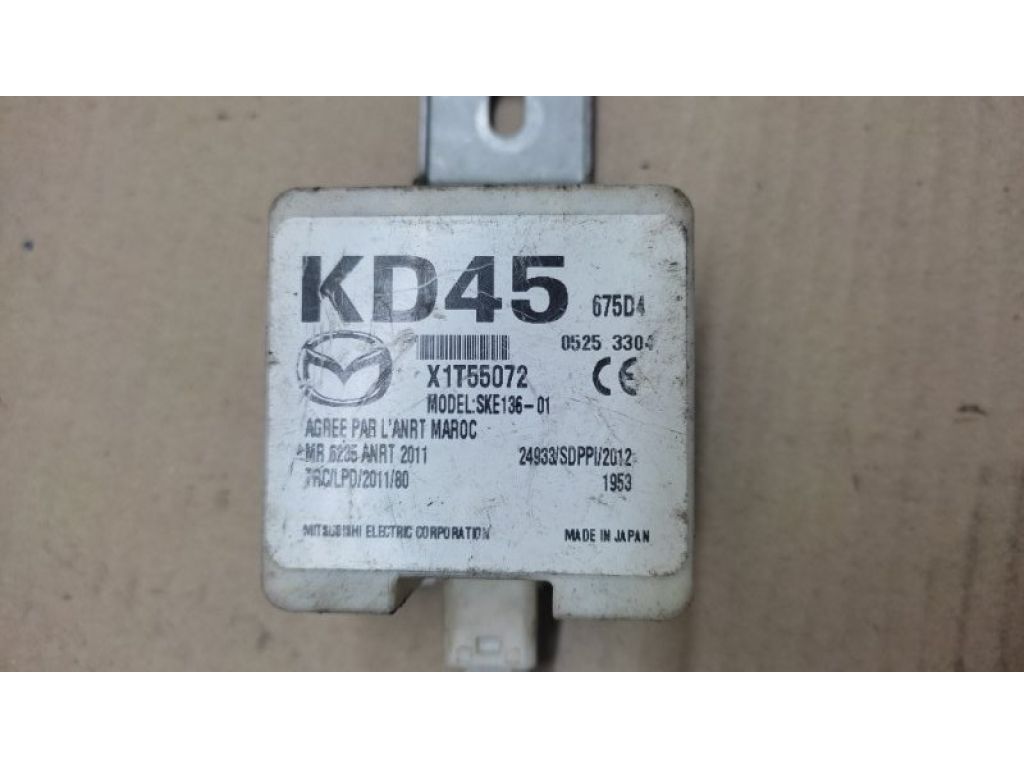 KD45 675D4
0525 3304
X1T55072 CE
MODEL:SKE136-01
AGREE PAR L'ANRT MAROC
MR 6235 ANRT 2011 24933/SDPPI/2012
TRC/LPD/2011/80 1953
MITSUBISHI ELECTRIC CORPORATION MADE IN JAPAN